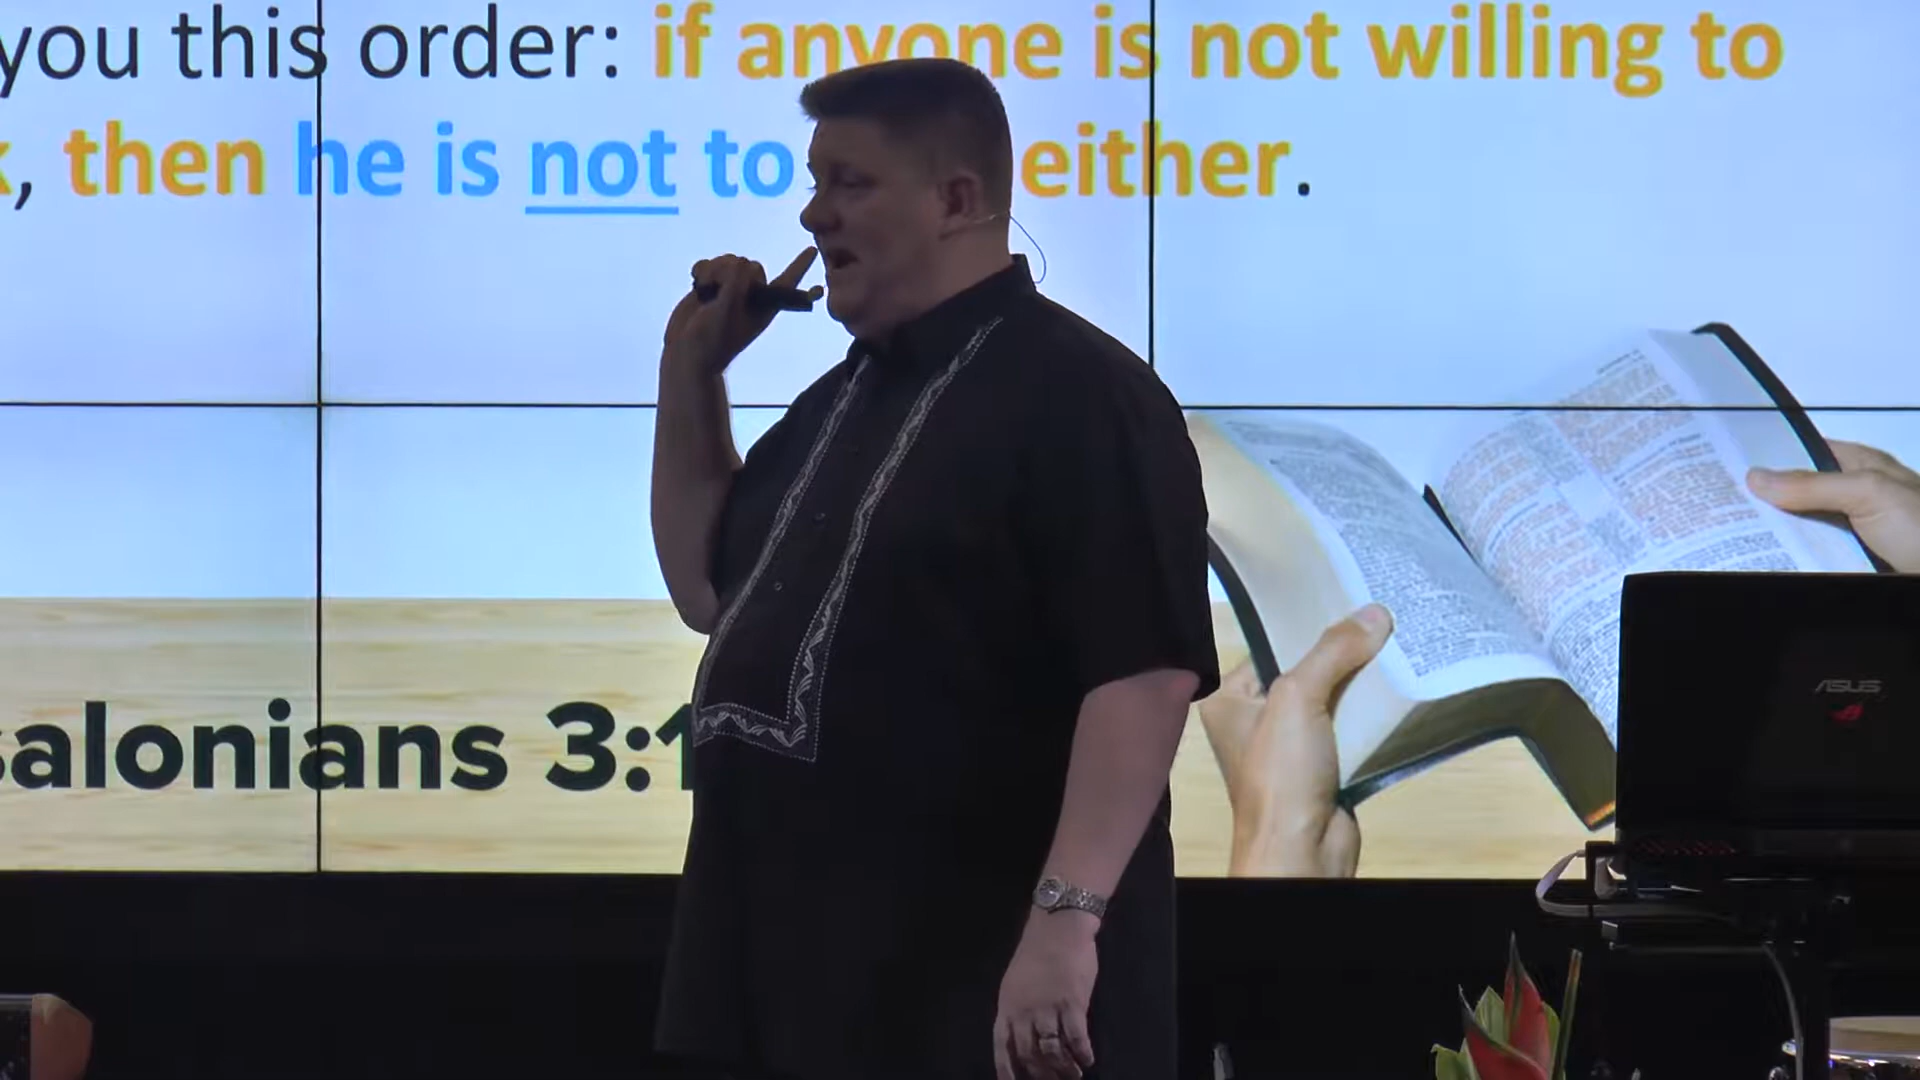 you this order: if anyone is not willing to
, then he is not to either.
salonians 3:1
ASUS